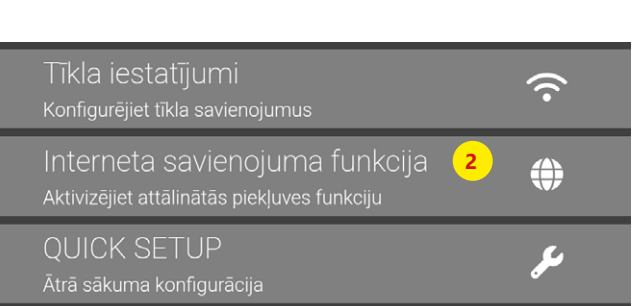 Tīkla iestatījumi
Konfigurējiet tīkla savienojumus
Interneta savienojuma funkcija 2
Aktivizējiet attālinātās piekļuves funkciju
QUICK SETUP
Ātrā sākuma konfigurācija